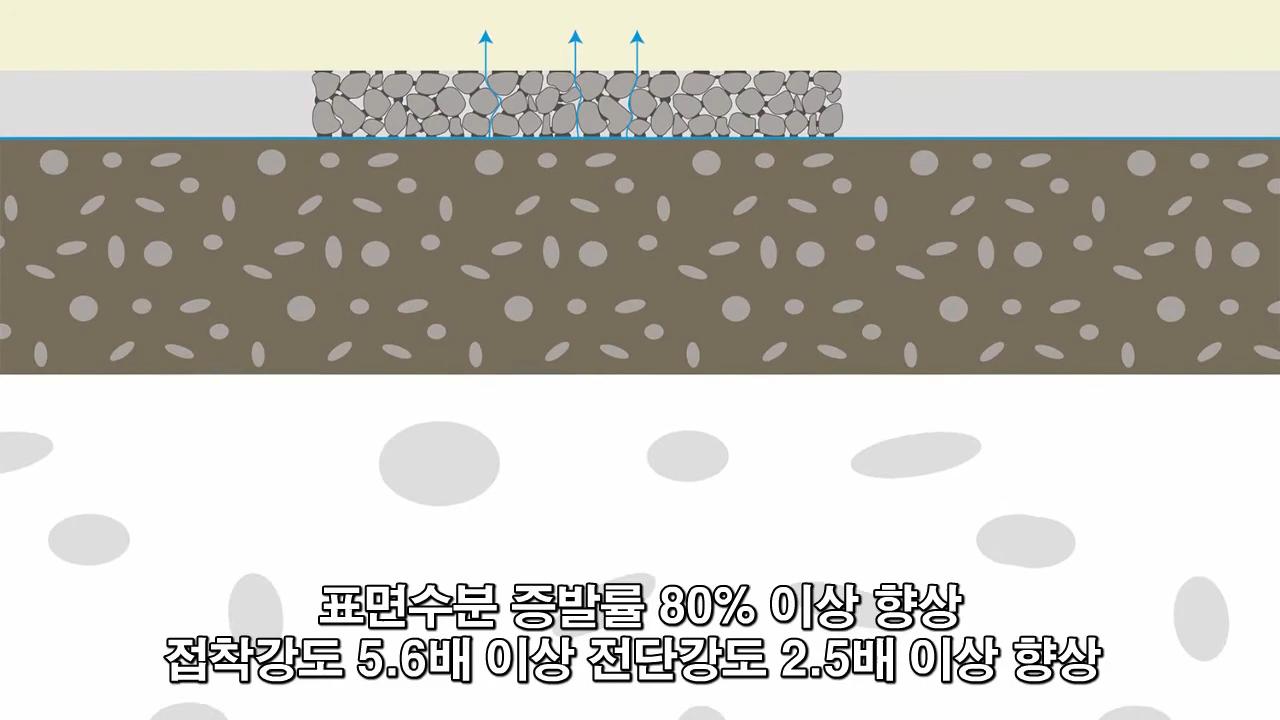 표면수분 증발률 80% 이상 향상
접착강도 5.6배 이상 전단강도 2.5배 이상 향상